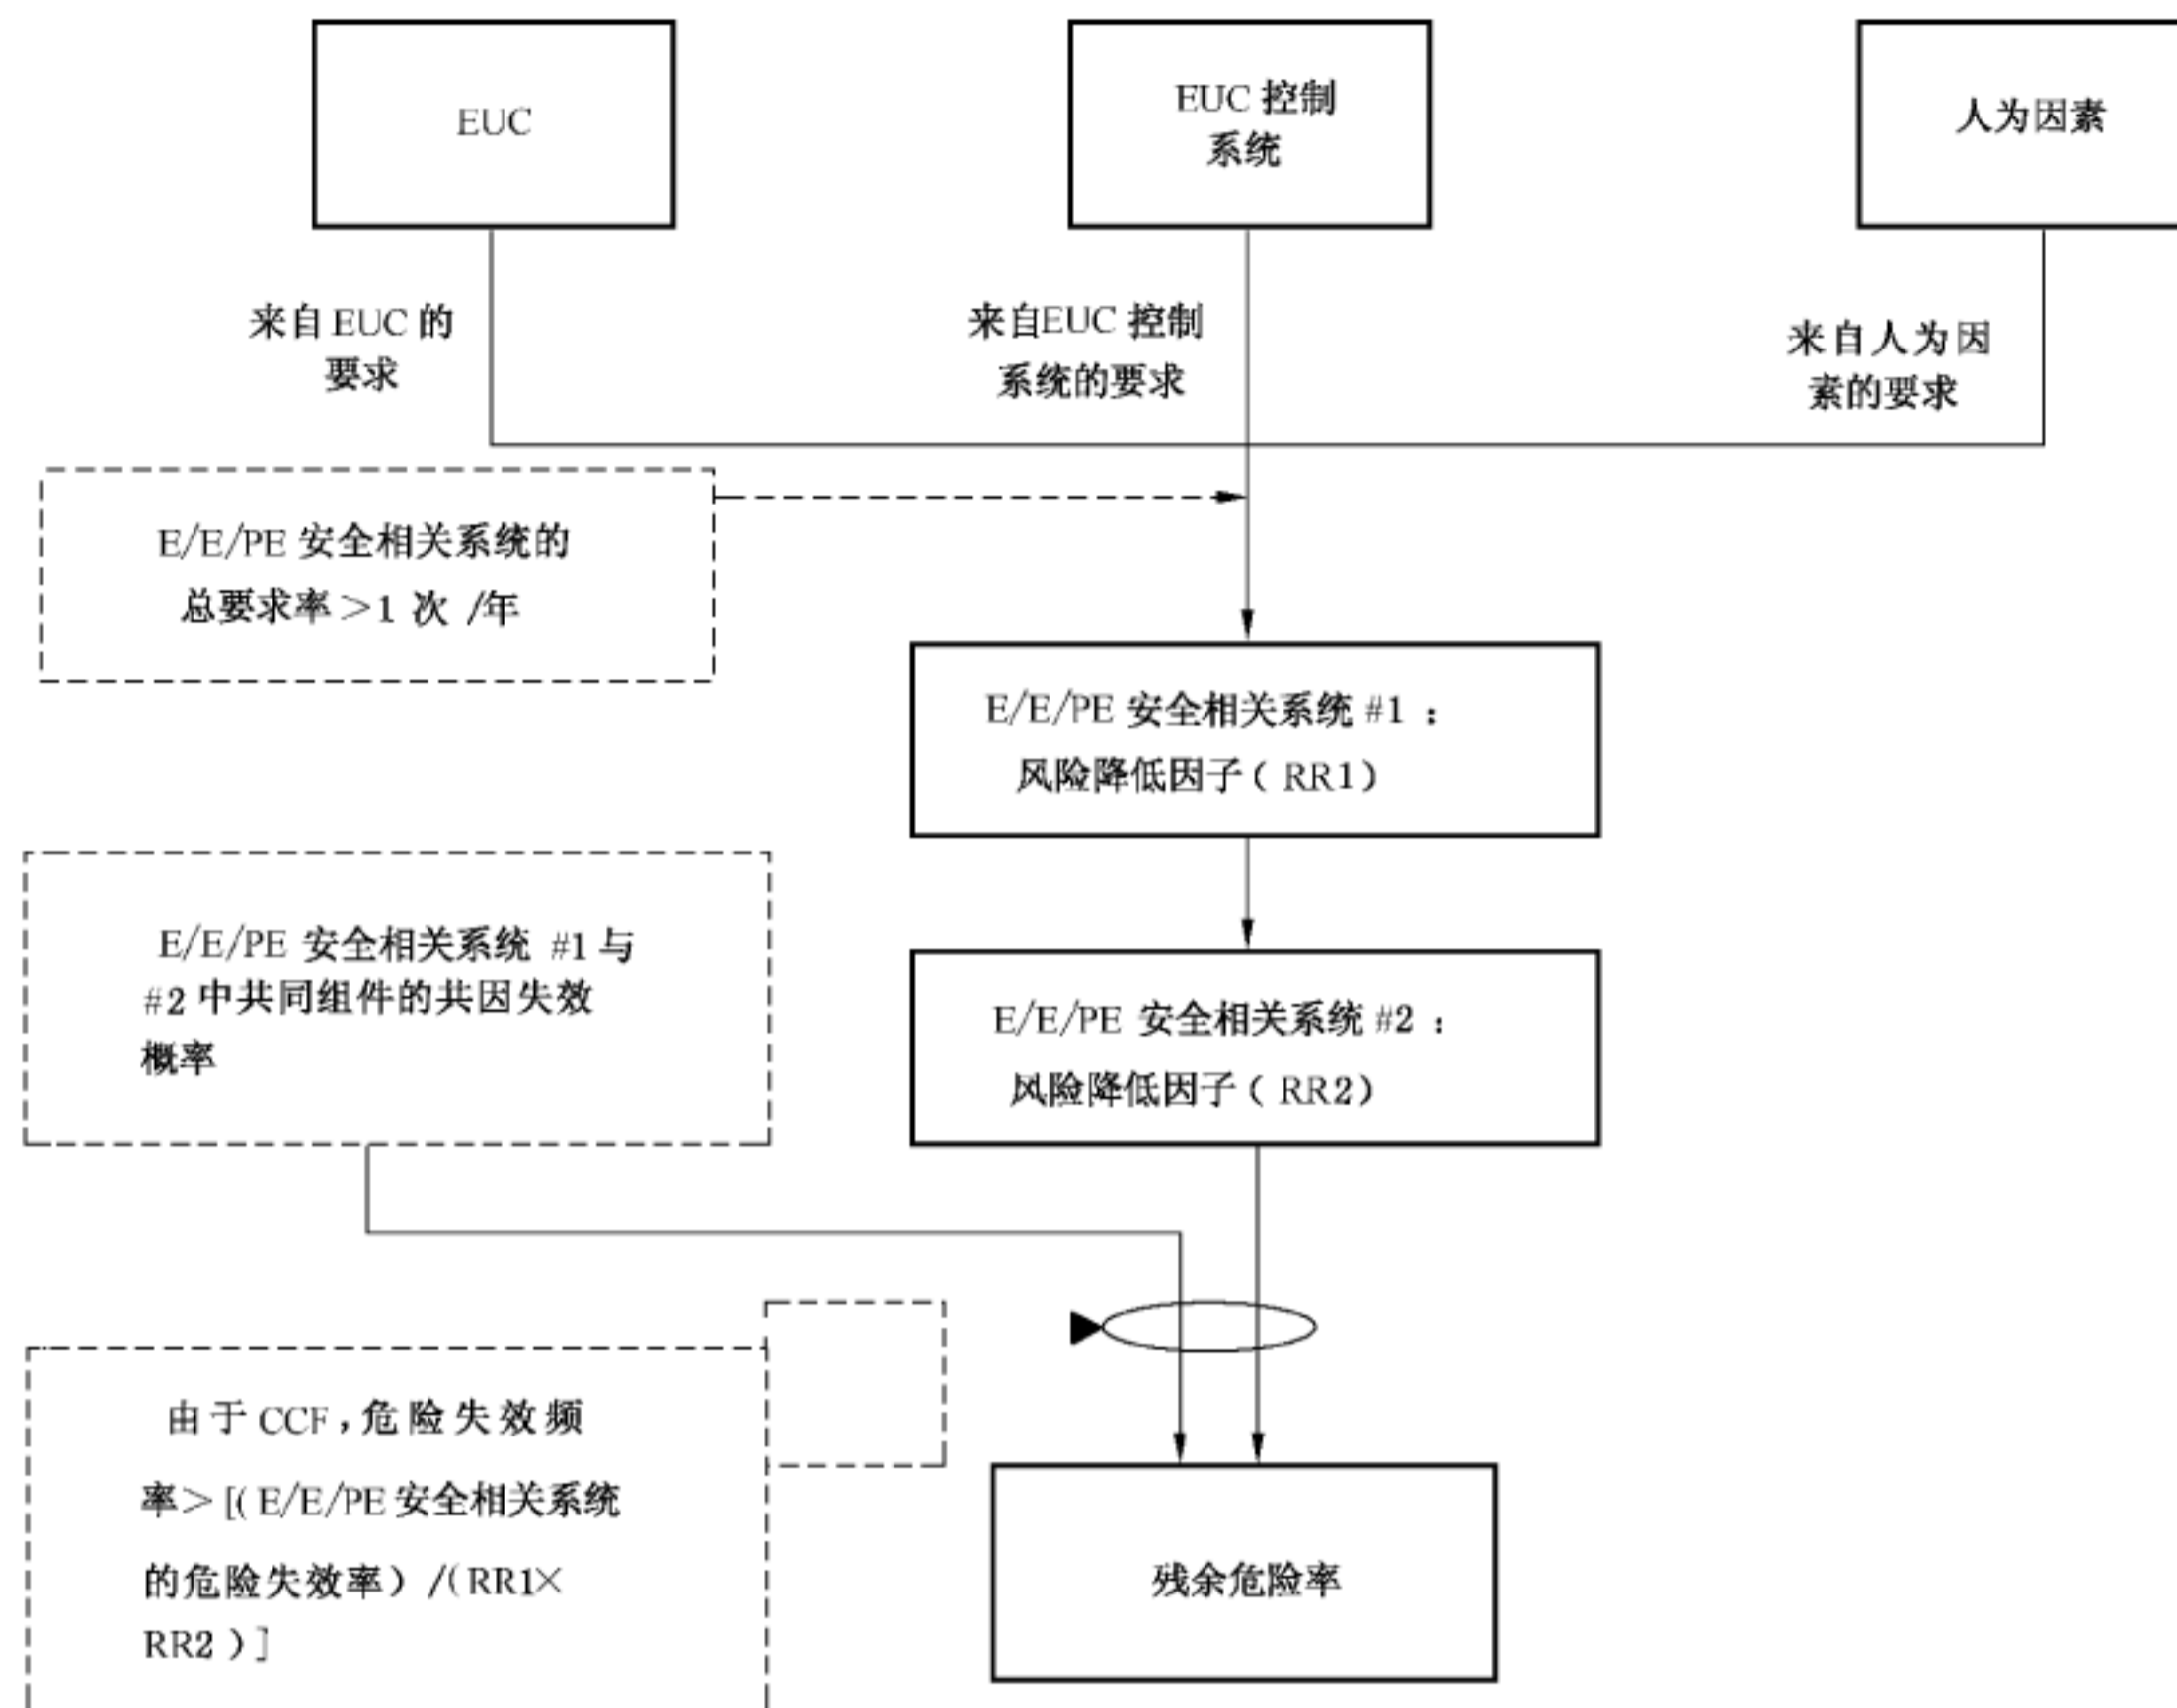 EUC
EUC 控制
系统
人为因素
来自 EUC 的
要求
来自EUC 控制
系统的要求
来自人为因
素的要求
E/E/PE 安全相关系统的
总要求率＞1 次 /年
E/E/PE 安全相关系统 #1 ：
风险降低因子( RR1)
E/E/PE 安全相关系统 #1 与
#2 中共同组件的共因失效
概率
E/E/PE 安全相关系统 #2 ：
风险降低因子( RR2)
由于 CCF，危险失效频
率＞[( E/E/PE 安全相关系统
的危险失效率) /(RR1×
RR2 )]
残余危险率